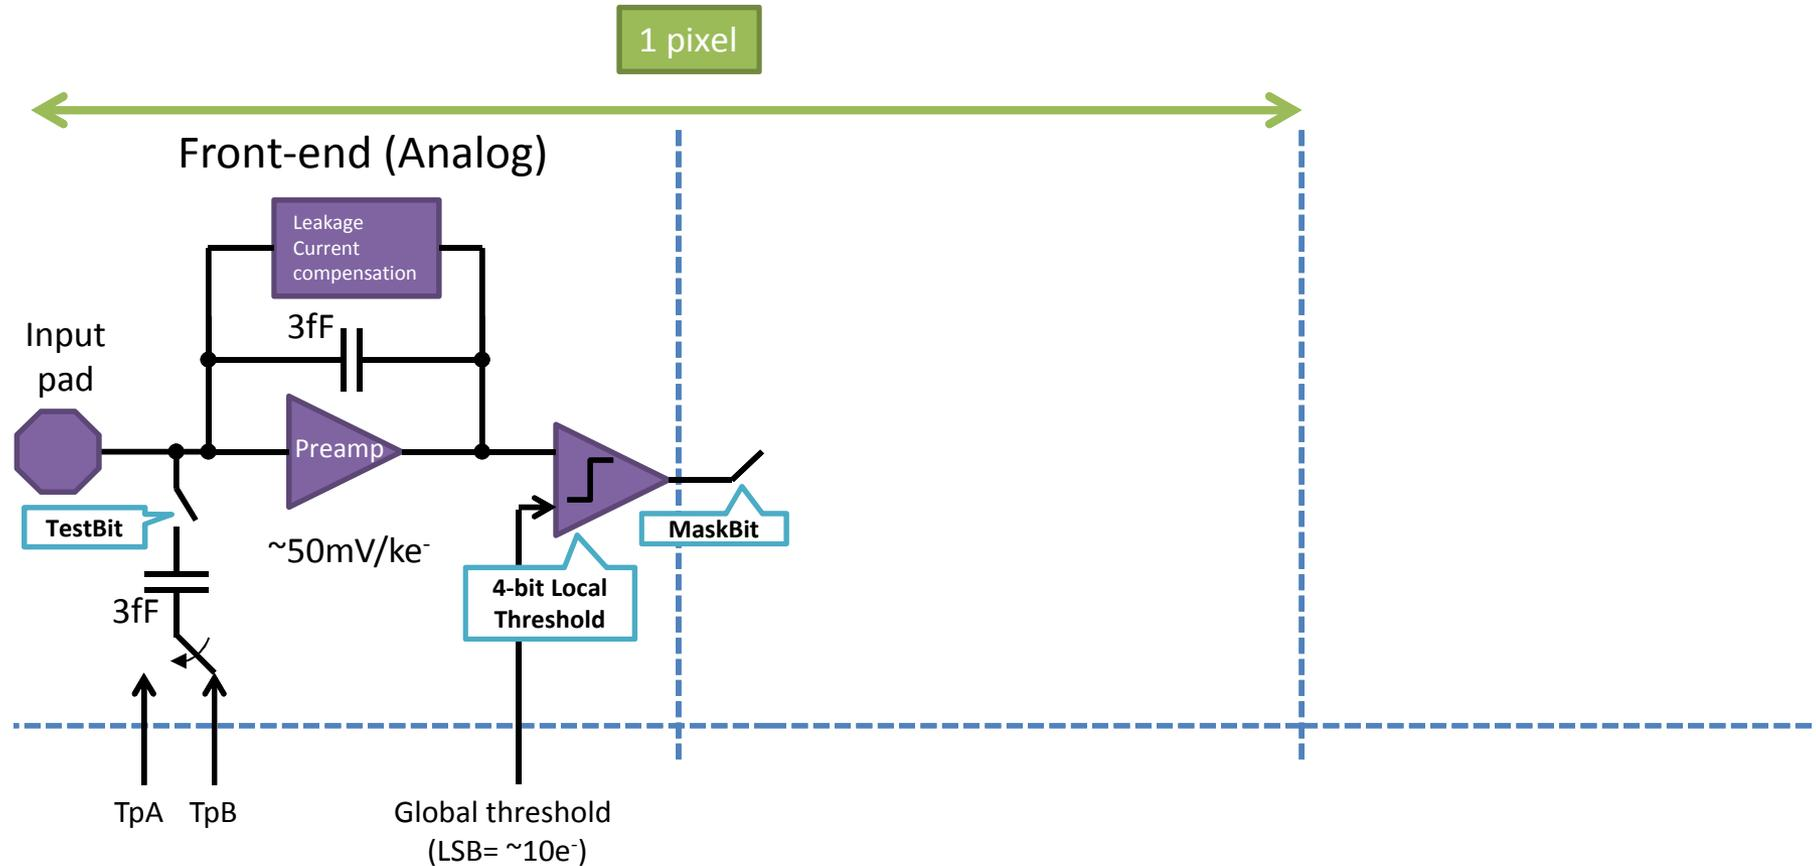 1 pixel
Front-end (Analog)
Leakage
Current
compensation
3fF
Input
pad
Preamp
TestBit
MaskBit
~50mV/ke⁻
4-bit Local
Threshold
3fF
TpA TpB
Global threshold
(LSB= ~10e⁻)